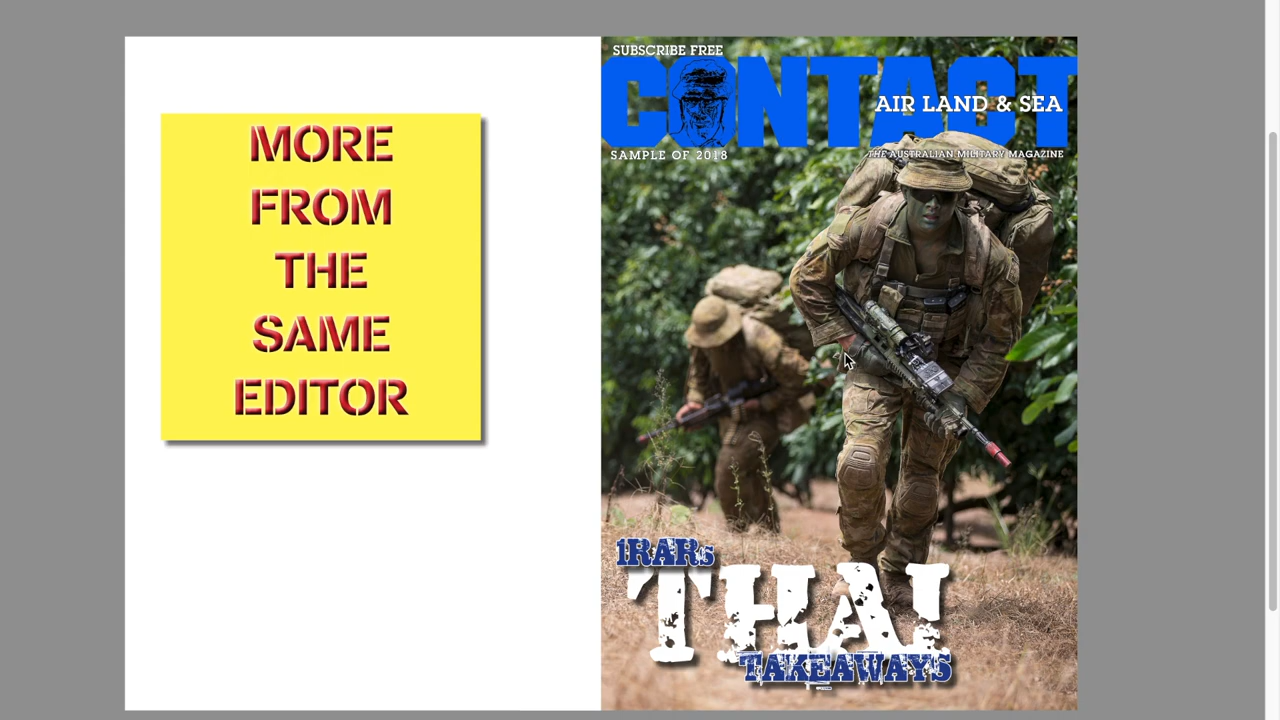 MORE
FROM
THE
SAME
EDITOR
SUBSCRIBE FREE
CONTACT
AIR LAND & SEA
SAMPLE OF 2018
THE AUSTRALIAN MILITARY MAGAZINE
1RARs
THAI
TAKEAWAYS